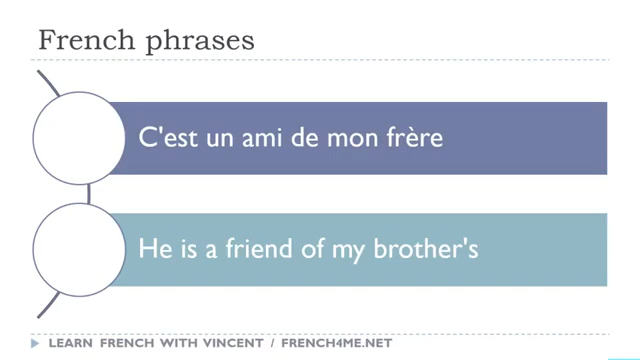 French phrases
C'est un ami de mon frère
He is a friend of my brother's
LEARN FRENCH WITH VINCENT / FRENCH4ME.NET